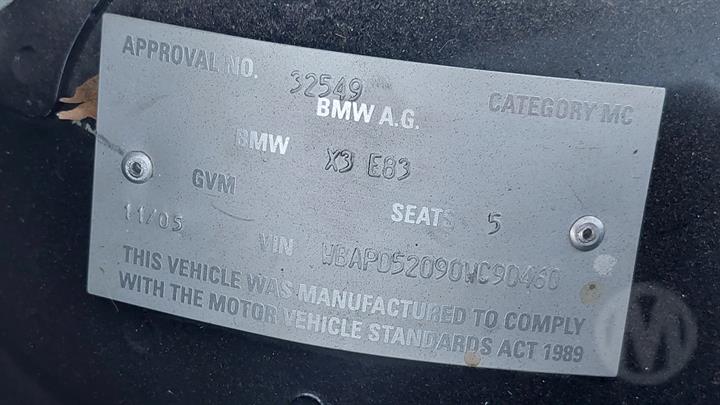 APPROVAL NO. 32549 CATEGORY MC
BMW A.G.
BMW X3 E83
GVM
11/05 SEATS 5
VIN WBAPD52090WC90460
THIS VEHICLE WAS MANUFACTURED TO COMPLY
WITH THE MOTOR VEHICLE STANDARDS ACT 1989
M